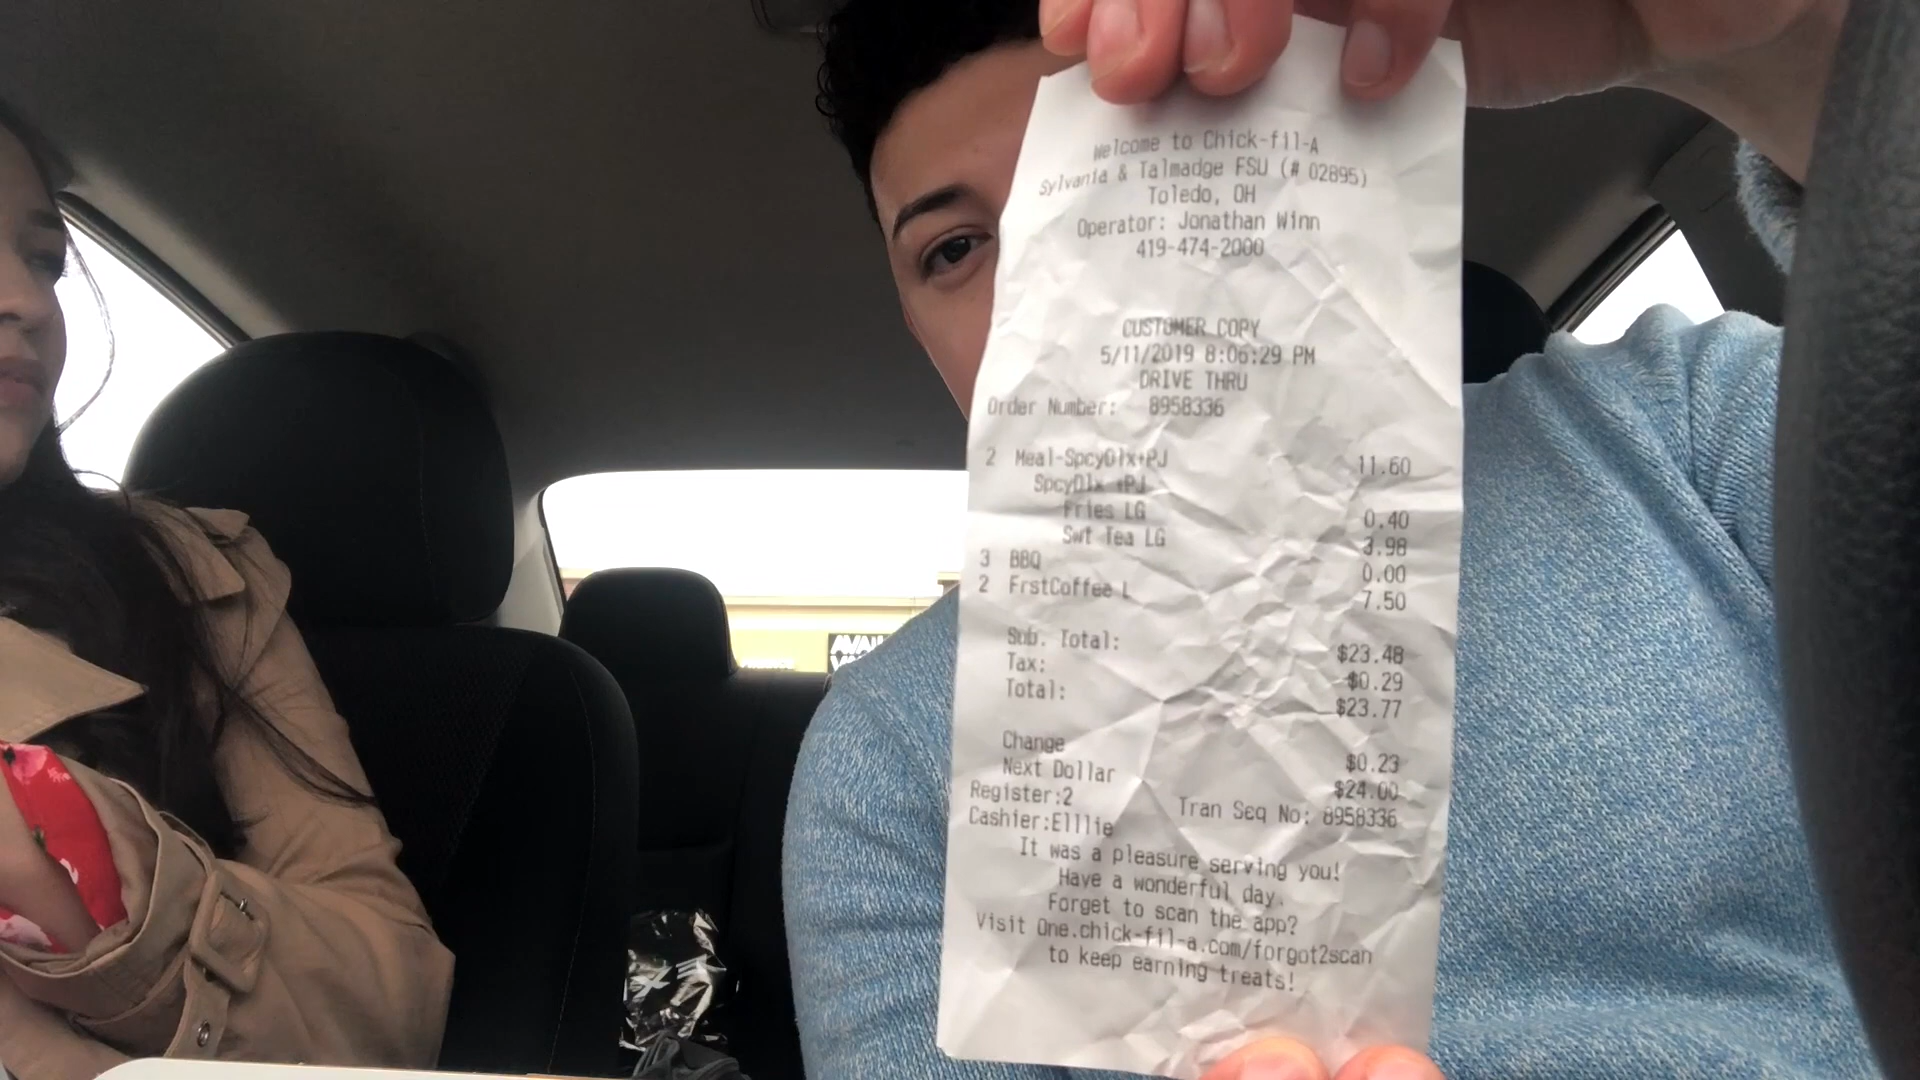 Welcome to Chick-fil-A
Sylvania & Talmadge FSU (# 02895)
Toledo, OH
Operator: Jonathan Winn
419-474-2000
CUSTOMER COPY
5/11/2019 8:06:29 PM
DRIVE THRU
Order Number: 8958336
2 Meal-SpcyDlx+PJ 11.60
SpcyDlx +PJ
Fries LG 0.40
Swt Tea LG 3.98
3 BBQ 0.00
2 FrstCoffee L 7.50
Sub. Total: $23.48
Tax: $0.29
Total: $23.77
Change $0.23
Next Dollar $24.00
Register:2 Tran Seq No: 8958336
Cashier:Elllie
It was a pleasure serving you!
Have a wonderful day.
Forget to scan the app?
Visit One.chick-fil-a.com/forgot2scan
to keep earning treats!